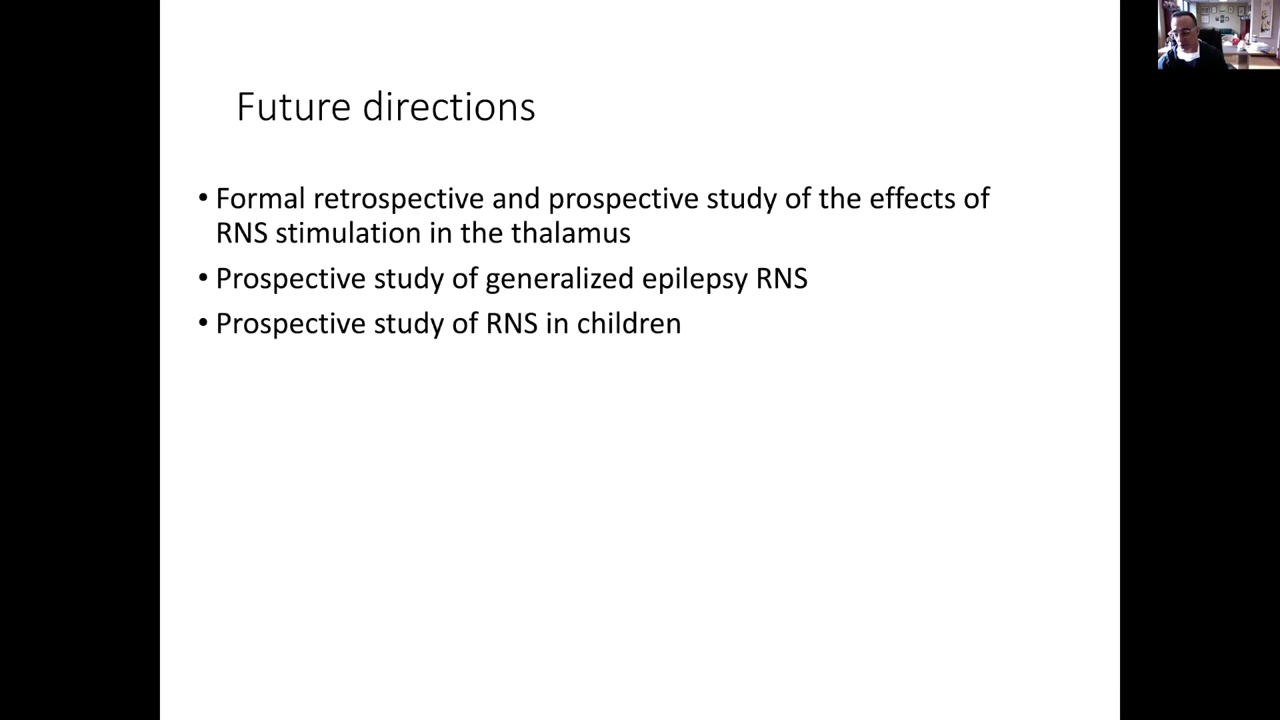 Future directions
• Formal retrospective and prospective study of the effects of
RNS stimulation in the thalamus
• Prospective study of generalized epilepsy RNS
• Prospective study of RNS in children